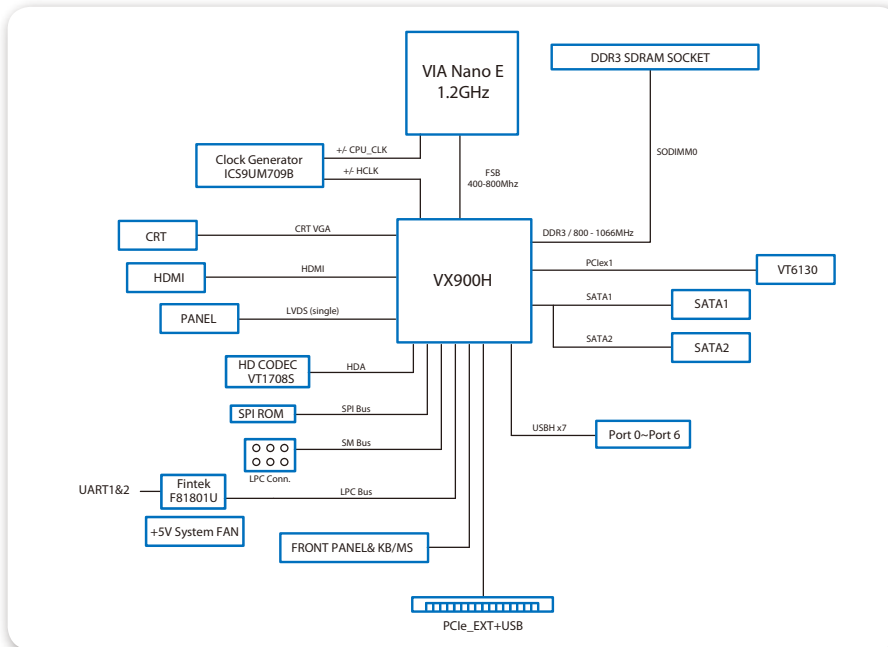 VIA Nano E
1.2GHz
DDR3 SDRAM SOCKET
+/- CPU_CLK
Clock Generator
ICS9UM709B
+/- HCLK
FSB
400-800Mhz
SODIMM0
CRT
CRT VGA
DDR3 / 800 - 1066MHz
HDMI
HDMI
VX900H
PCIex1
VT6130
PANEL
LVDS (single)
SATA1
SATA1
SATA2
SATA2
HD CODEC
VT1708S
HDA
SPI ROM
SPI Bus
USBH x7
Port 0~Port 6
SM Bus
LPC Conn.
UART1&2
Fintek
F81801U
LPC Bus
+5V System FAN
FRONT PANEL& KB/MS
PCIe_EXT+USB